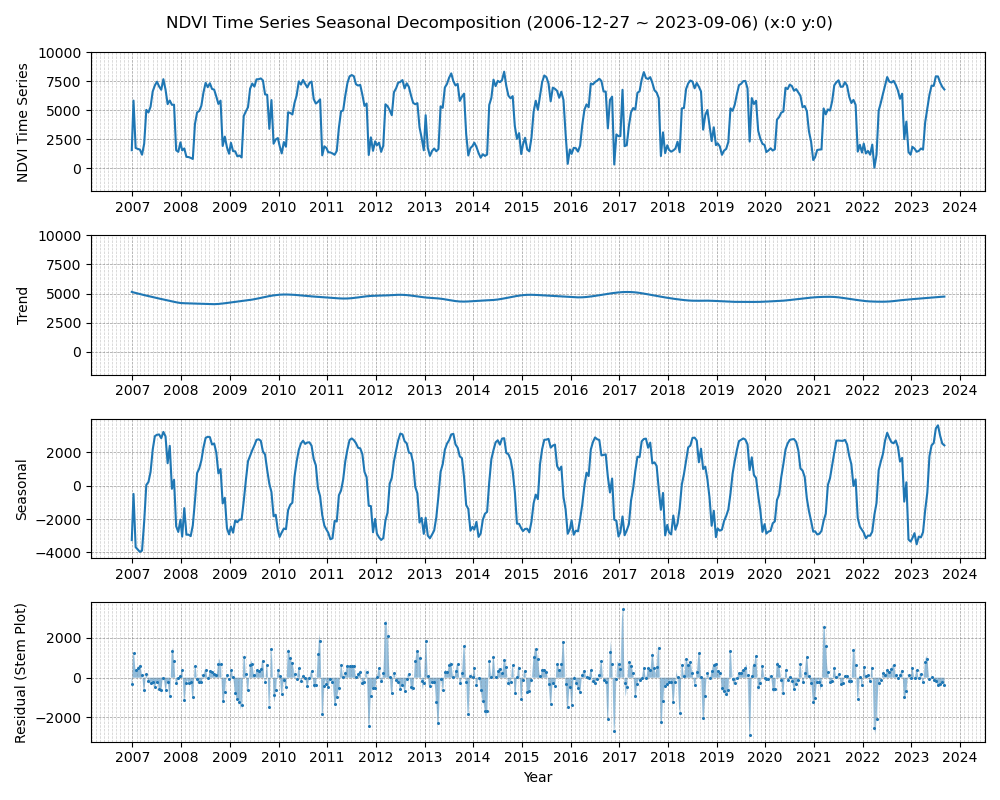 NDVI Time Series Seasonal Decomposition (2006-12-27 ~ 2023-09-06) (x:0 y:0)
NDVI Time Series
10000
7500
5000
2500
0
2007 2008 2009 2010 2011 2012 2013 2014 2015 2016 2017 2018 2019 2020 2021 2022 2023 2024
Trend
10000
7500
5000
2500
0
2007 2008 2009 2010 2011 2012 2013 2014 2015 2016 2017 2018 2019 2020 2021 2022 2023 2024
Seasonal
2000
0
−2000
−4000
2007 2008 2009 2010 2011 2012 2013 2014 2015 2016 2017 2018 2019 2020 2021 2022 2023 2024
Residual (Stem Plot)
2000
0
−2000
2007 2008 2009 2010 2011 2012 2013 2014 2015 2016 2017 2018 2019 2020 2021 2022 2023 2024
Year